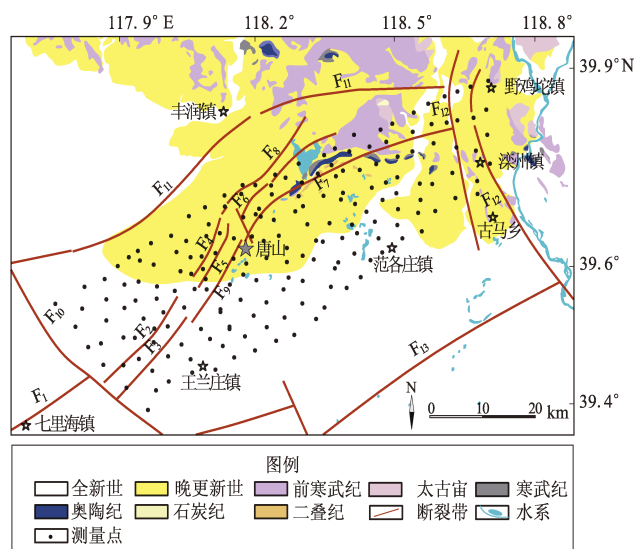 117.9°E 118.2° 118.5° 118.8°
39.9°N
F11
野鸡坨镇
丰润镇
F12
F8
滦州镇
F11
F7
F6
F12
古马乡
F4
唐山
范各庄镇
F5
39.6°
F9
F10
F2
F3
F13
王兰庄镇
N
F1
39.4°
0 10 20 km
七里海镇
图例
全新世 晚更新世 前寒武纪 太古宙 寒武纪
奥陶纪 石炭纪 二叠纪 断裂带 水系
测量点